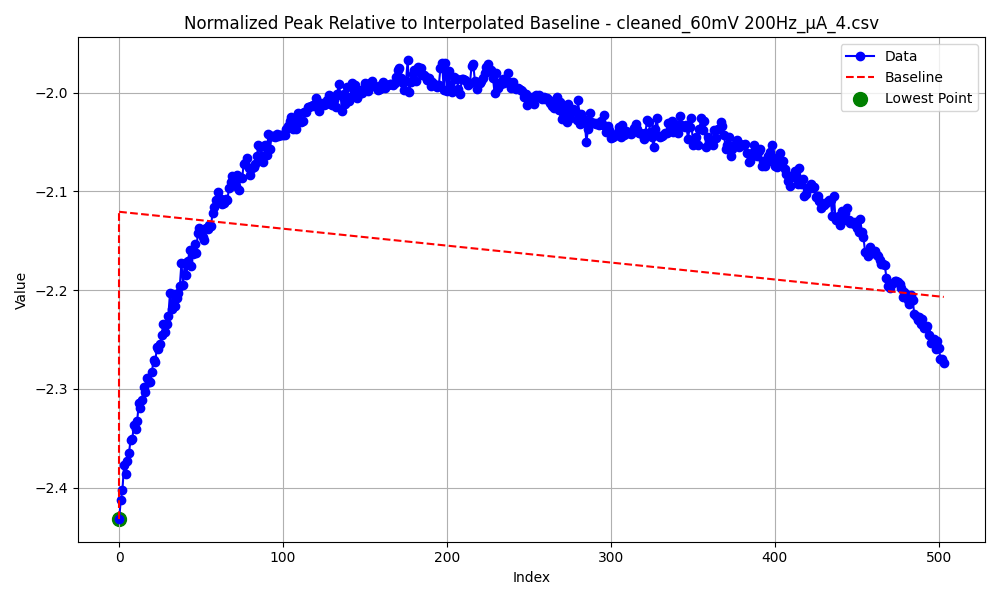 Normalized Peak Relative to Interpolated Baseline - cleaned_60mV 200Hz_μA_4.csv
Data
Baseline
Lowest Point
−2.0
−2.1
−2.2
−2.3
−2.4
Value
0
100
200
300
400
500
Index